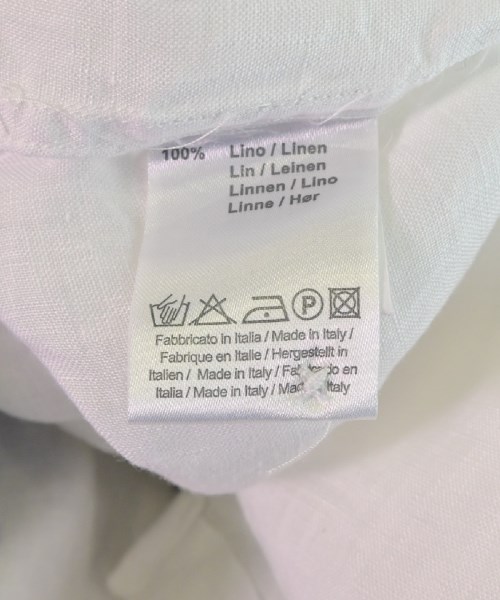 100% Lino / Linen
Lin / Leinen
Linnen / Lino
Linne / Hør
P
Fabbricato in Italia / Made in Italy /
Fabrique en Italie / Hergestellt in
Italien / Made in Italy / en
Italia / Made in Italy / Italy